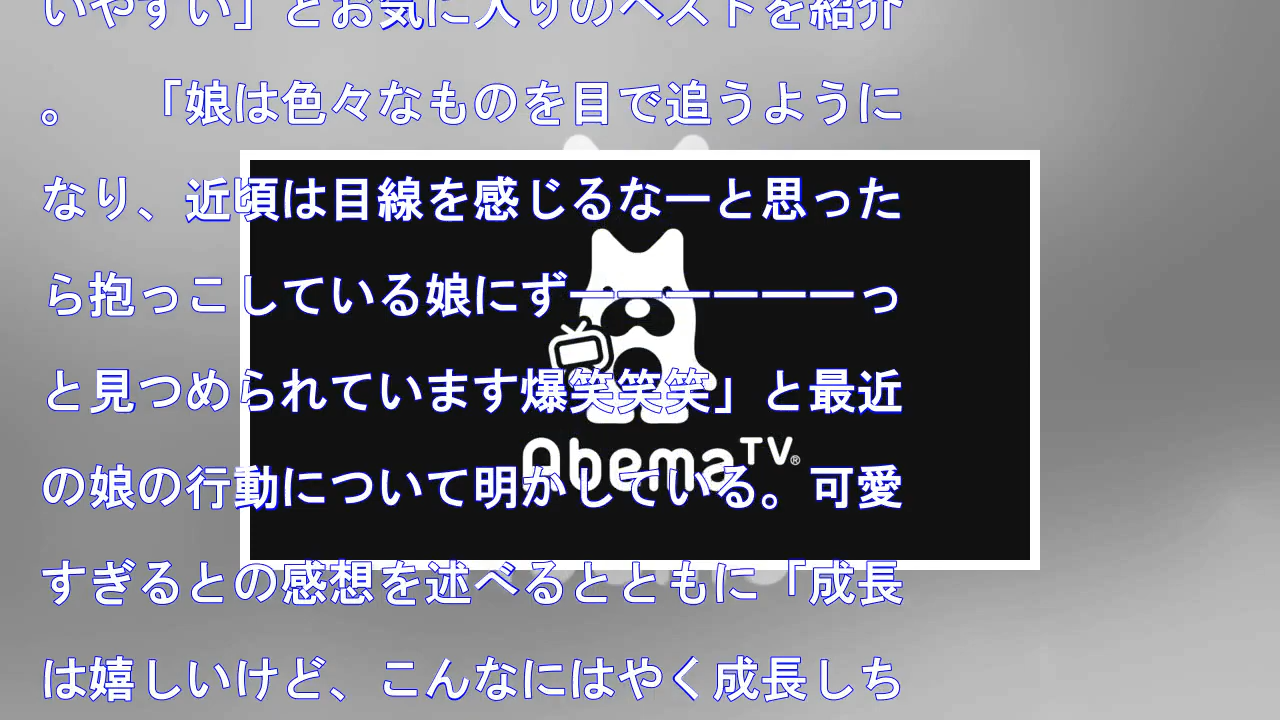 いやすい」とお気に入りのベストを紹介
。　「娘は色々なものを目で追うように
なり、近頃は目線を感じるなーと思った
ら抱っこしている娘にずーーーーーーっ
と見つめられています爆笑笑笑」と最近
の娘の行動について明かしている。可愛
すぎるとの感想を述べるとともに「成長
は嬉しいけど、こんなにはやく成長しち
AbemaTV®